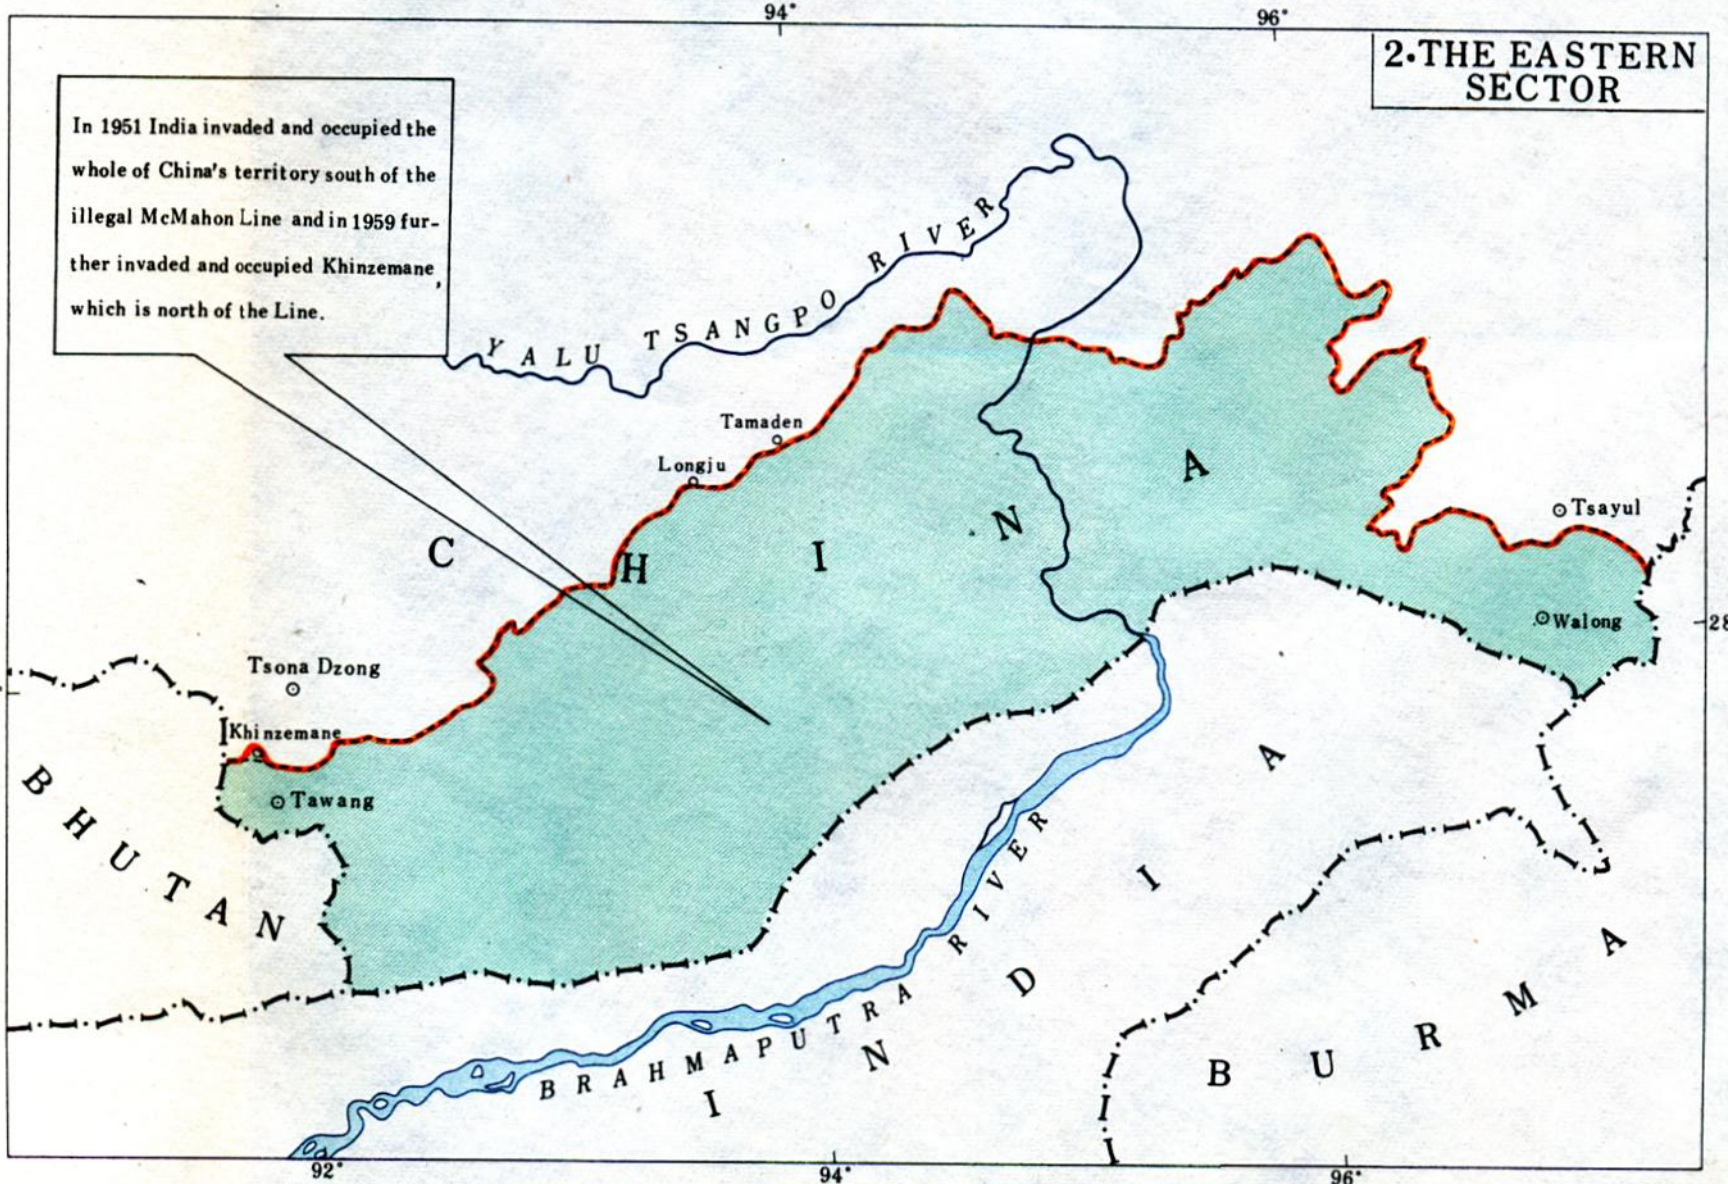 94°
96°
2·THE EASTERN
SECTOR
In 1951 India invaded and occupied the
whole of China's territory south of the
illegal McMahon Line and in 1959 fur-
ther invaded and occupied Khinzemane,
which is north of the Line.
YALU TSANGPO RIVER
Tamaden
Longju
Tsayul
CHINA
Walong
28
Tsona Dzong
Khinzemane
Tawang
BHUTAN
BRAHMAPUTRA RIVER
INDIA
BURMA
92°
94°
96°